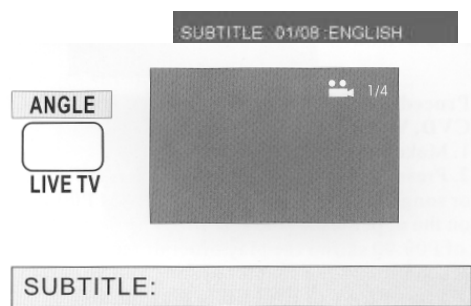 SUBTITLE 01/08:ENGLISH
1/4
ANGLE
LIVE TV
SUBTITLE: